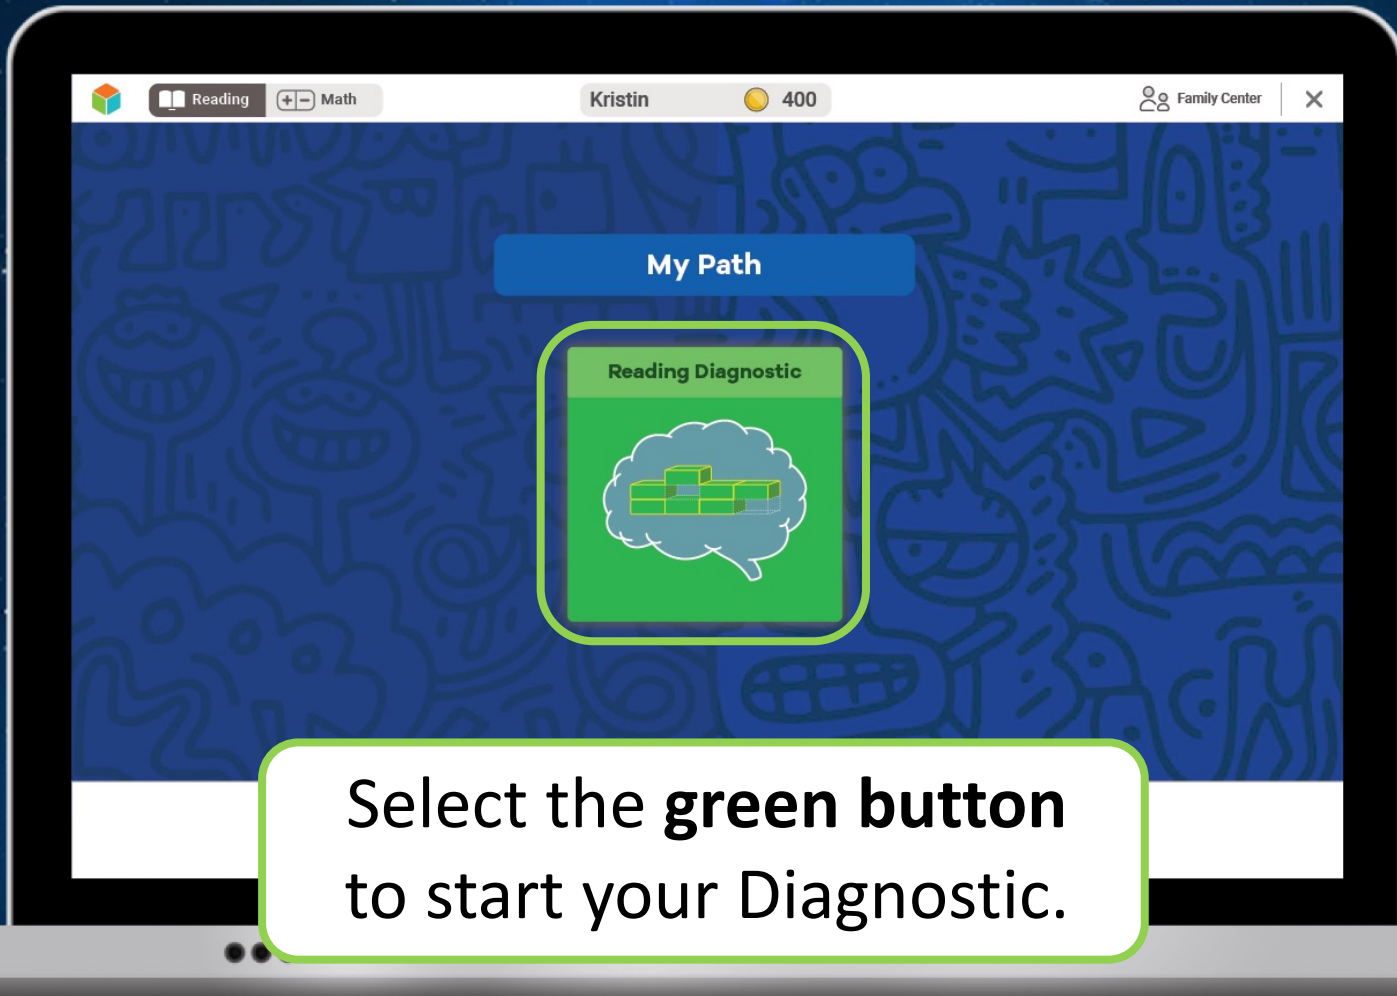 Reading
Math
Kristin
400
Family Center
My Path
Reading Diagnostic
Select the green button
to start your Diagnostic.